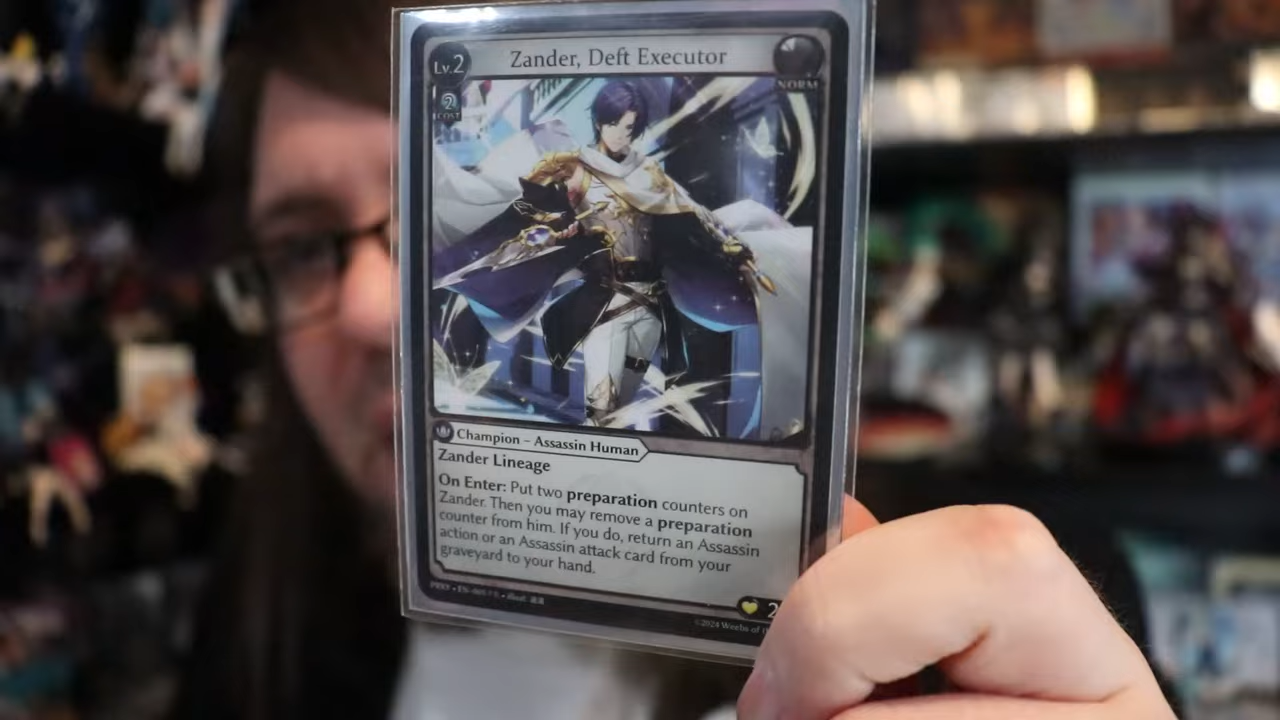 Lv.2
Zander, Deft Executor
NORM
2
COST
Champion – Assassin Human
Zander Lineage
On Enter: Put two preparation counters on
Zander. Then you may remove a preparation
counter from him. If you do, return an Assassin
action or an Assassin attack card from your
graveyard to your hand.
2
©2024 Weebs of